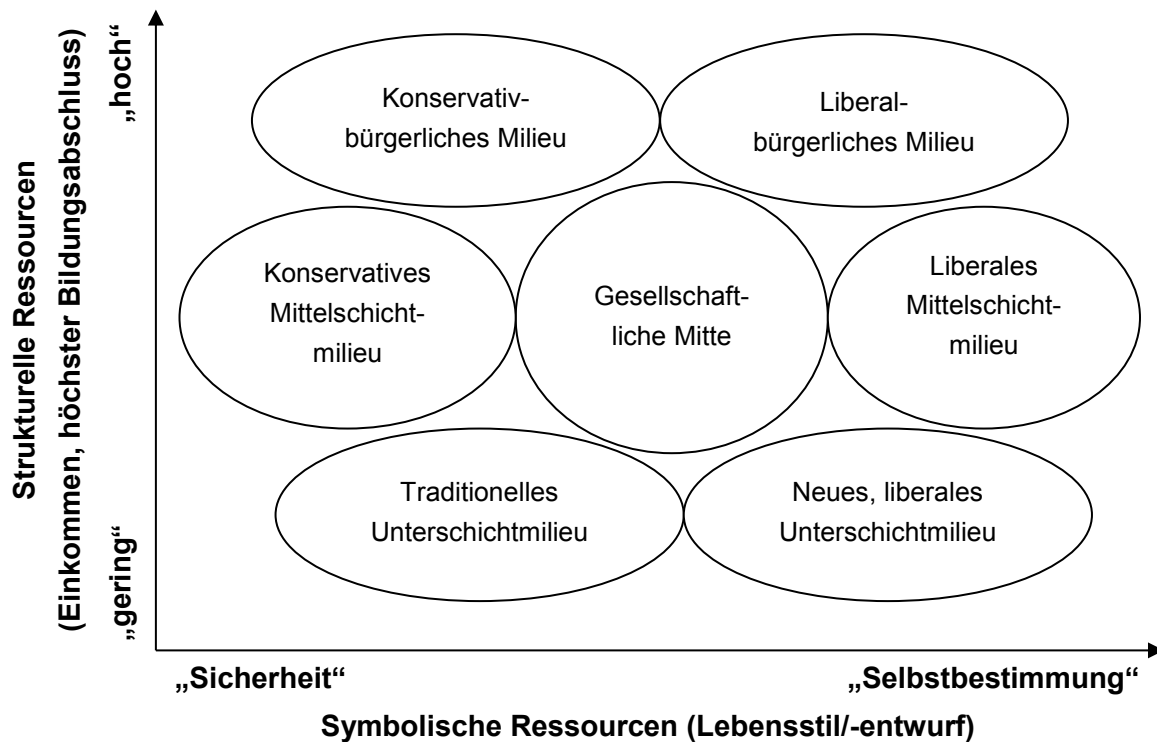 Strukturelle Ressourcen
(Einkommen, höchster Bildungsabschluss)
„hoch“
„gering“
Konservativ-
bürgerliches Milieu
Liberal-
bürgerliches Milieu
Konservatives
Mittelschicht-
milieu
Gesellschaft-
liche Mitte
Liberales
Mittelschicht-
milieu
Traditionelles
Unterschichtmilieu
Neues, liberales
Unterschichtmilieu
„Sicherheit“
„Selbstbestimmung“
Symbolische Ressourcen (Lebensstil/-entwurf)